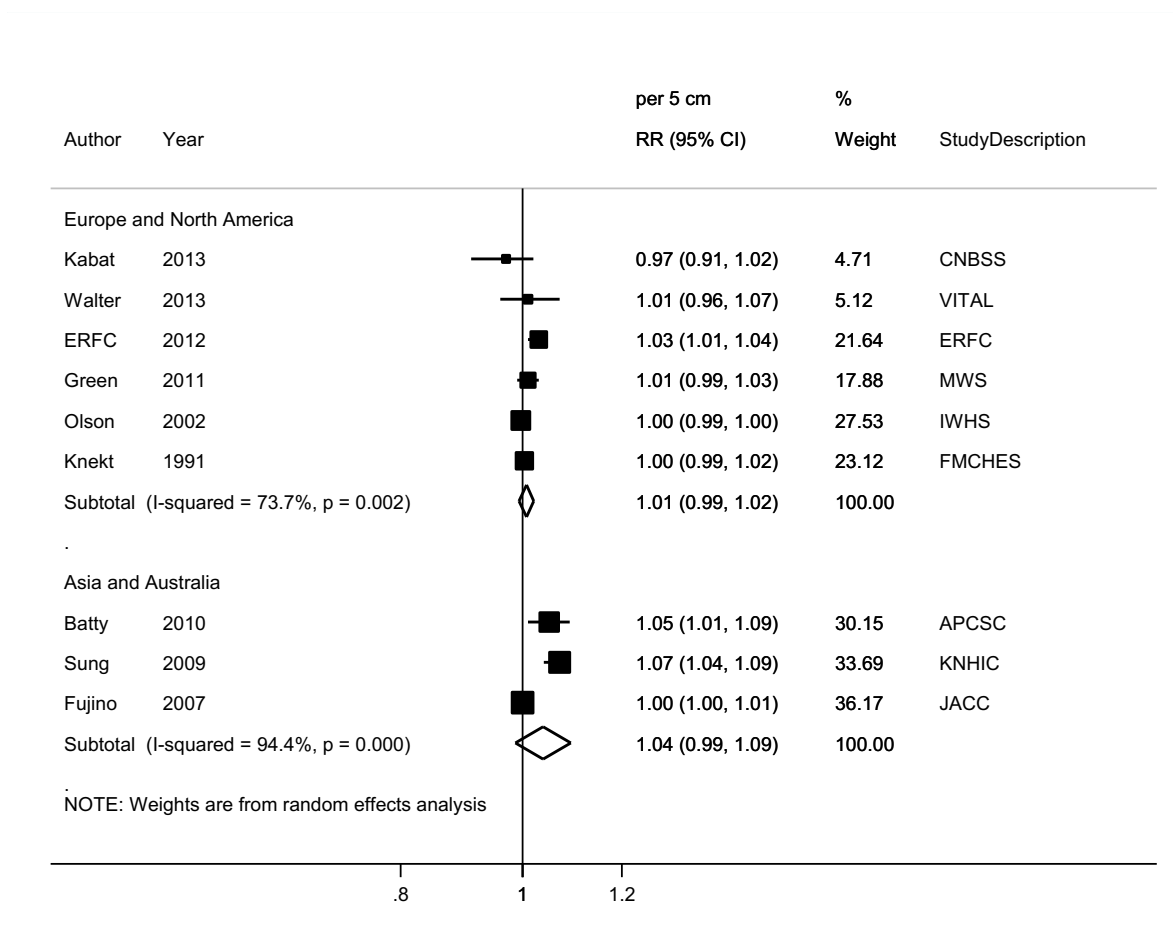 per 5 cm %
Author Year RR (95% CI) Weight StudyDescription
Europe and North America
Kabat 2013 0.97 (0.91, 1.02) 4.71 CNBSS
Walter 2013 1.01 (0.96, 1.07) 5.12 VITAL
ERFC 2012 1.03 (1.01, 1.04) 21.64 ERFC
Green 2011 1.01 (0.99, 1.03) 17.88 MWS
Olson 2002 1.00 (0.99, 1.00) 27.53 IWHS
Knekt 1991 1.00 (0.99, 1.02) 23.12 FMCHES
Subtotal (I-squared = 73.7%, p = 0.002) 1.01 (0.99, 1.02) 100.00
.
Asia and Australia
Batty 2010 1.05 (1.01, 1.09) 30.15 APCSC
Sung 2009 1.07 (1.04, 1.09) 33.69 KNHIC
Fujino 2007 1.00 (1.00, 1.01) 36.17 JACC
Subtotal (I-squared = 94.4%, p = 0.000) 1.04 (0.99, 1.09) 100.00
.
NOTE: Weights are from random effects analysis
.8 1 1.2